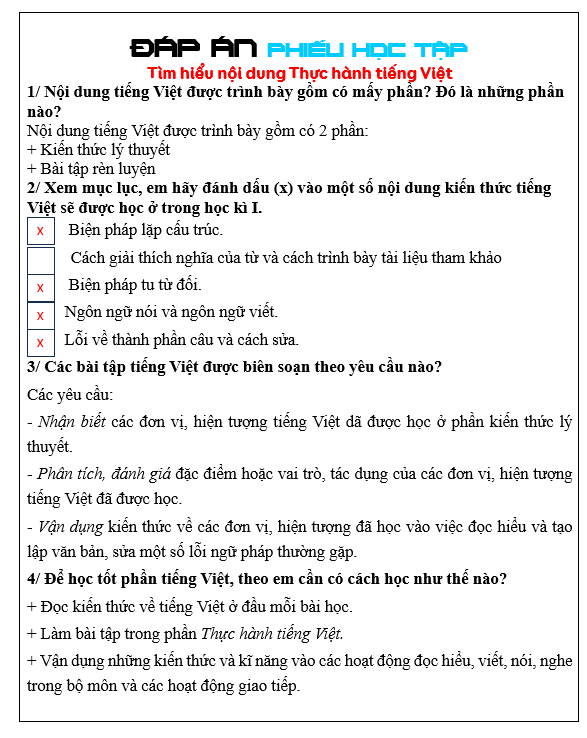 ĐÁP ÁN PHIẾU HỌC TẬP
Tìm hiểu nội dung Thực hành tiếng Việt
1/ Nội dung tiếng Việt được trình bày gồm có mấy phần? Đó là những phần
nào?
Nội dung tiếng Việt được trình bày gồm có 2 phần:
+ Kiến thức lý thuyết
+ Bài tập rèn luyện
2/ Xem mục lục, em hãy đánh dấu (x) vào một số nội dung kiến thức tiếng
Việt sẽ được học ở trong học kì I.
x Biện pháp lặp cấu trúc.
Cách giải thích nghĩa của từ và cách trình bày tài liệu tham khảo
x Biện pháp tu từ đối.
x Ngôn ngữ nói và ngôn ngữ viết.
x Lỗi về thành phần câu và cách sửa.
3/ Các bài tập tiếng Việt được biên soạn theo yêu cầu nào?
Các yêu cầu:
- Nhận biết các đơn vị, hiện tượng tiếng Việt dã được học ở phần kiến thức lý
thuyết.
- Phân tích, đánh giá đặc điểm hoặc vai trò, tác dụng của các đơn vị, hiện tượng
tiếng Việt đã được học.
- Vận dụng kiến thức về các đơn vị, hiện tượng đã học vào việc đọc hiểu và tạo
lập văn bản, sửa một số lỗi ngữ pháp thường gặp.
4/ Để học tốt phần tiếng Việt, theo em cần có cách học như thế nào?
+ Đọc kiến thức về tiếng Việt ở đầu mỗi bài học.
+ Làm bài tập trong phần Thực hành tiếng Việt.
+ Vận dụng những kiến thức và kĩ năng vào các hoạt động đọc hiểu, viết, nói, nghe
trong bộ môn và các hoạt động giao tiếp.